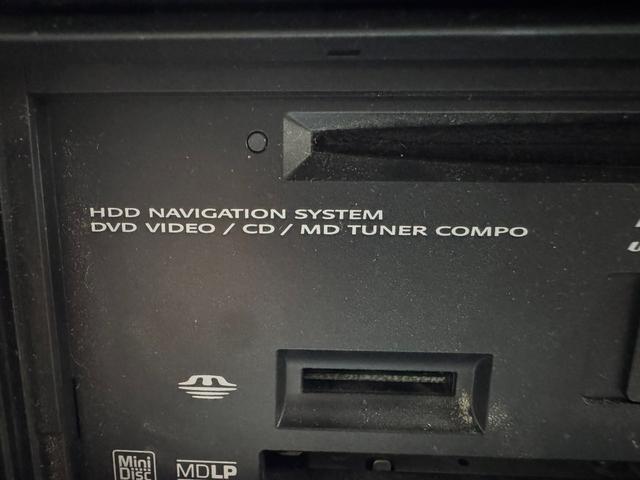 HDD NAVIGATION SYSTEM
DVD VIDEO / CD / MD TUNER COMPO
Mini
Disc
MDLP